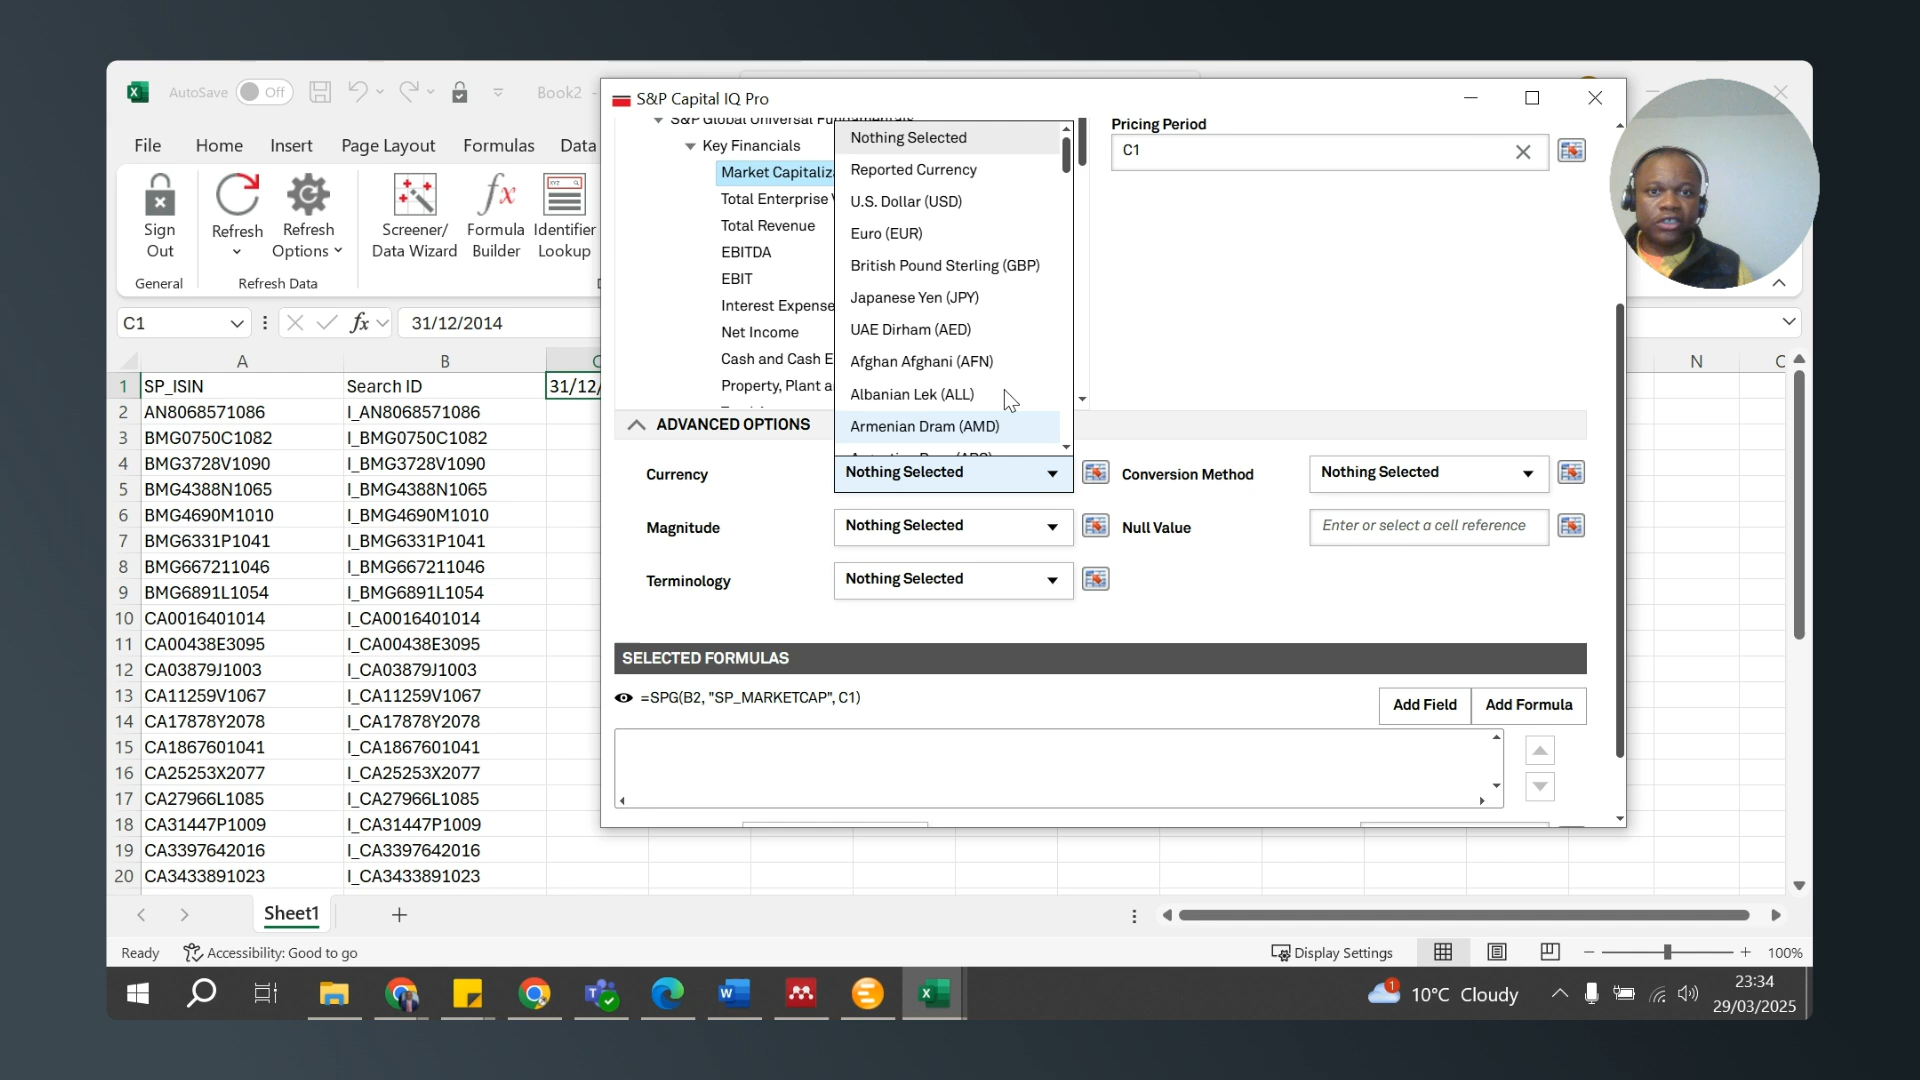 AutoSave
Off
Book2 -
File
Home
Insert
Page Layout
Formulas
Data
Sign Out
Refresh
Refresh Options
Screener/ Data Wizard
Formula Builder
Identifier Lookup
General
Refresh Data
C1
fx
31/12/2014
A
B
C
N
1 SP_ISIN Search ID 31/12/
2 AN8068571086 I_AN8068571086
3 BMG0750C1082 I_BMG0750C1082
4 BMG3728V1090 I_BMG3728V1090
5 BMG4388N1065 I_BMG4388N1065
6 BMG4690M1010 I_BMG4690M1010
7 BMG6331P1041 I_BMG6331P1041
8 BMG667211046 I_BMG667211046
9 BMG6891L1054 I_BMG6891L1054
10 CA0016401014 I_CA0016401014
11 CA00438E3095 I_CA00438E3095
12 CA03879J1003 I_CA03879J1003
13 CA11259V1067 I_CA11259V1067
14 CA17878Y2078 I_CA17878Y2078
15 CA1867601041 I_CA1867601041
16 CA25253X2077 I_CA25253X2077
17 CA27966L1085 I_CA27966L1085
18 CA31447P1009 I_CA31447P1009
19 CA3397642016 I_CA3397642016
20 CA3433891023 I_CA3433891023
S&P Capital IQ Pro
S&P Global Universal Fundamentals
Key Financials
Market Capitaliz
Total Enterprise
Total Revenue
EBITDA
EBIT
Interest Expense
Net Income
Cash and Cash E
Property, Plant a
Nothing Selected
Reported Currency
U.S. Dollar (USD)
Euro (EUR)
British Pound Sterling (GBP)
Japanese Yen (JPY)
UAE Dirham (AED)
Afghan Afghani (AFN)
Albanian Lek (ALL)
Armenian Dram (AMD)
Pricing Period
C1
ADVANCED OPTIONS
Currency
Nothing Selected
Conversion Method
Nothing Selected
Magnitude
Nothing Selected
Null Value
Enter or select a cell reference
Terminology
Nothing Selected
SELECTED FORMULAS
=SPG(B2, "SP_MARKETCAP", C1)
Add Field
Add Formula
Sheet1
Ready
Accessibility: Good to go
Display Settings
100%
1
10°C Cloudy
23:34
29/03/2025